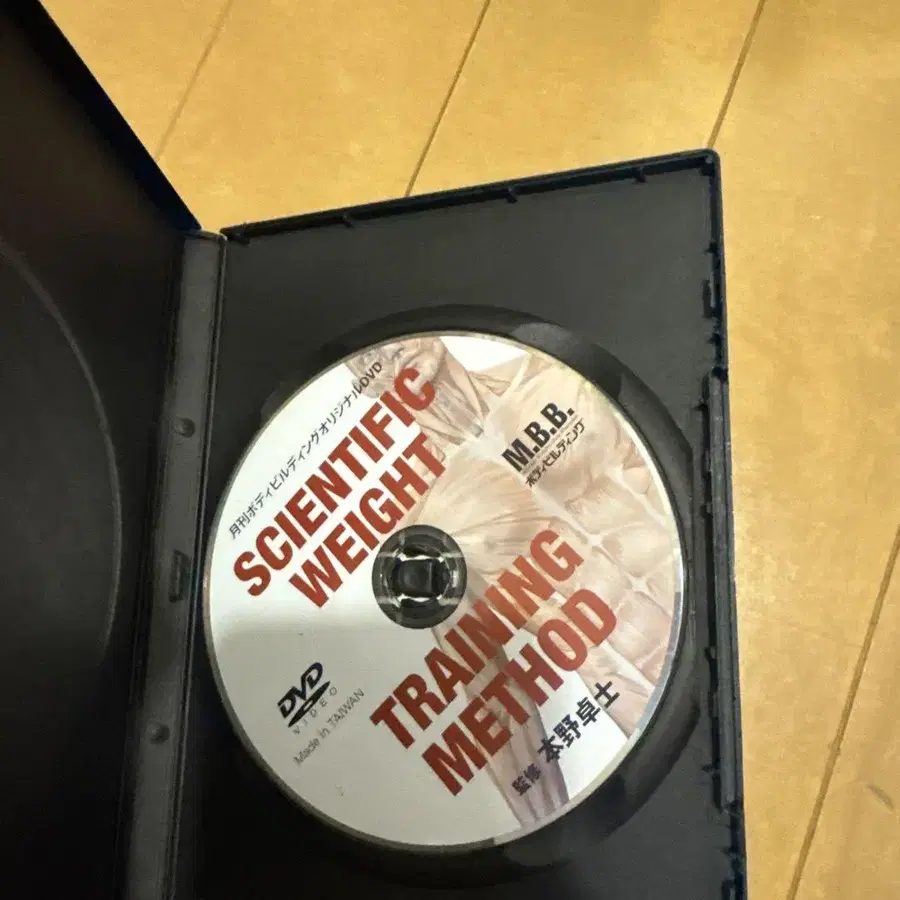 月刊ボディビルディングオリジナルDVD
SCIENTIFIC
WEIGHT
M.B.B.
ボディビルディング
TRAINING
METHOD
DVD
VIDEO
Made in TAIWAN
監修 本野卓士